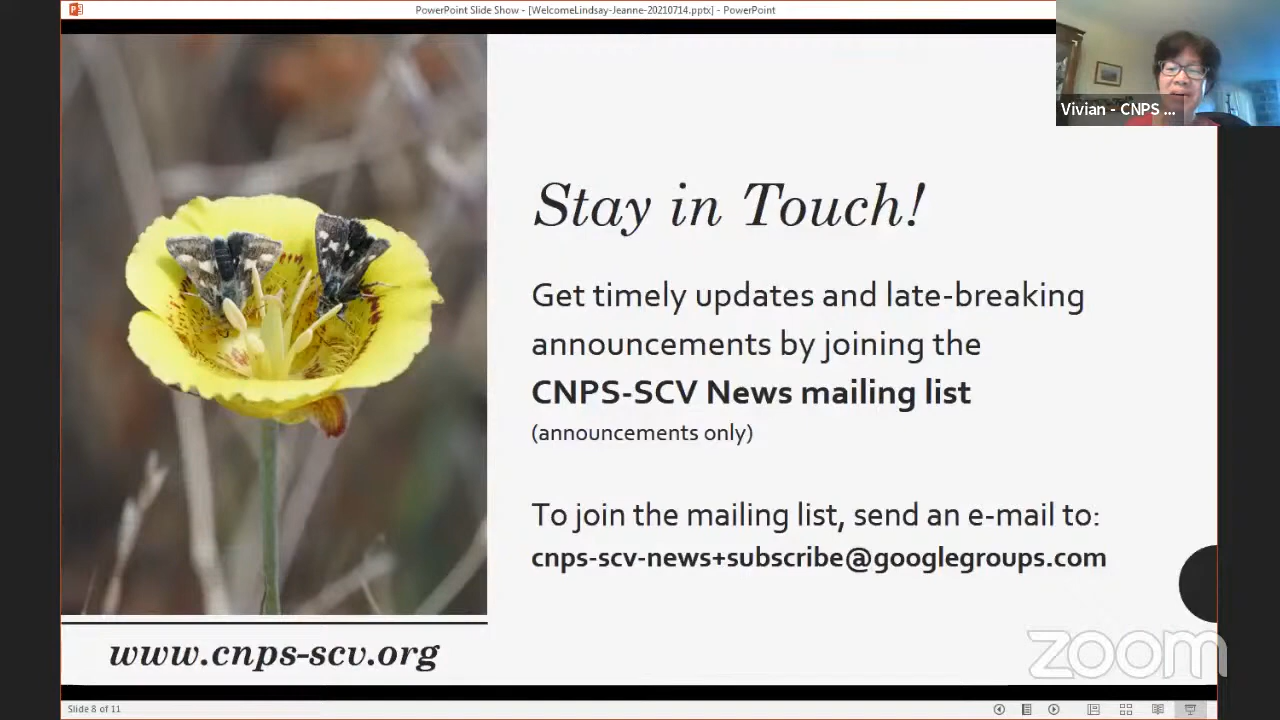 PowerPoint Slide Show - [WelcomeLindsay-Jeanne-20210714.pptx] - PowerPoint
Vivian - CNPS ...
Stay in Touch!
Get timely updates and late-breaking
announcements by joining the
CNPS-SCV News mailing list
(announcements only)
To join the mailing list, send an e-mail to:
cnps-scv-news+subscribe@googlegroups.com
www.cnps-scv.org
zoom
Slide 8 of 11